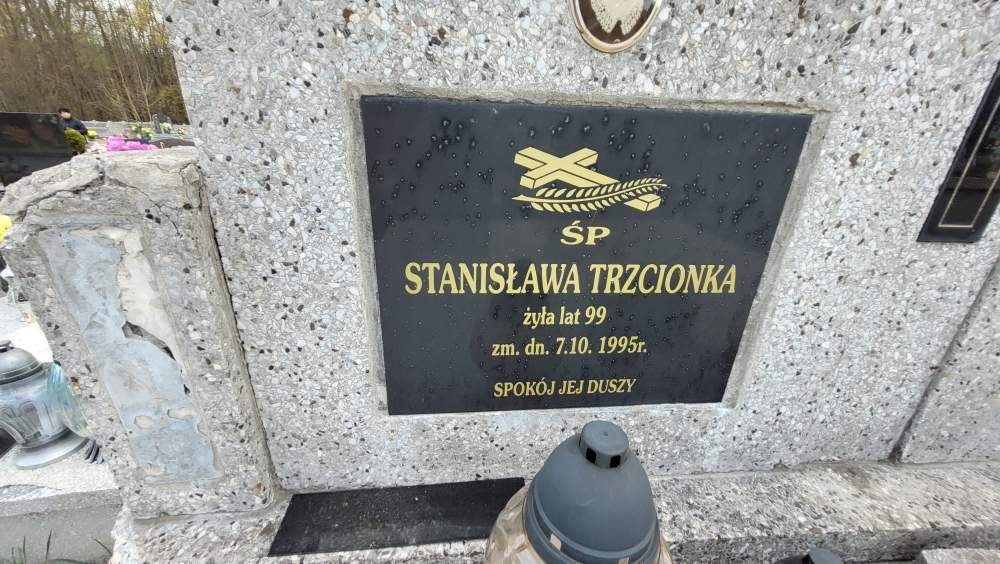 ŚP
STANISŁAWA TRZCIONKA
żyła lat 99
zm. dn. 7.10. 1995r.
SPOKÓJ JEJ DUSZY